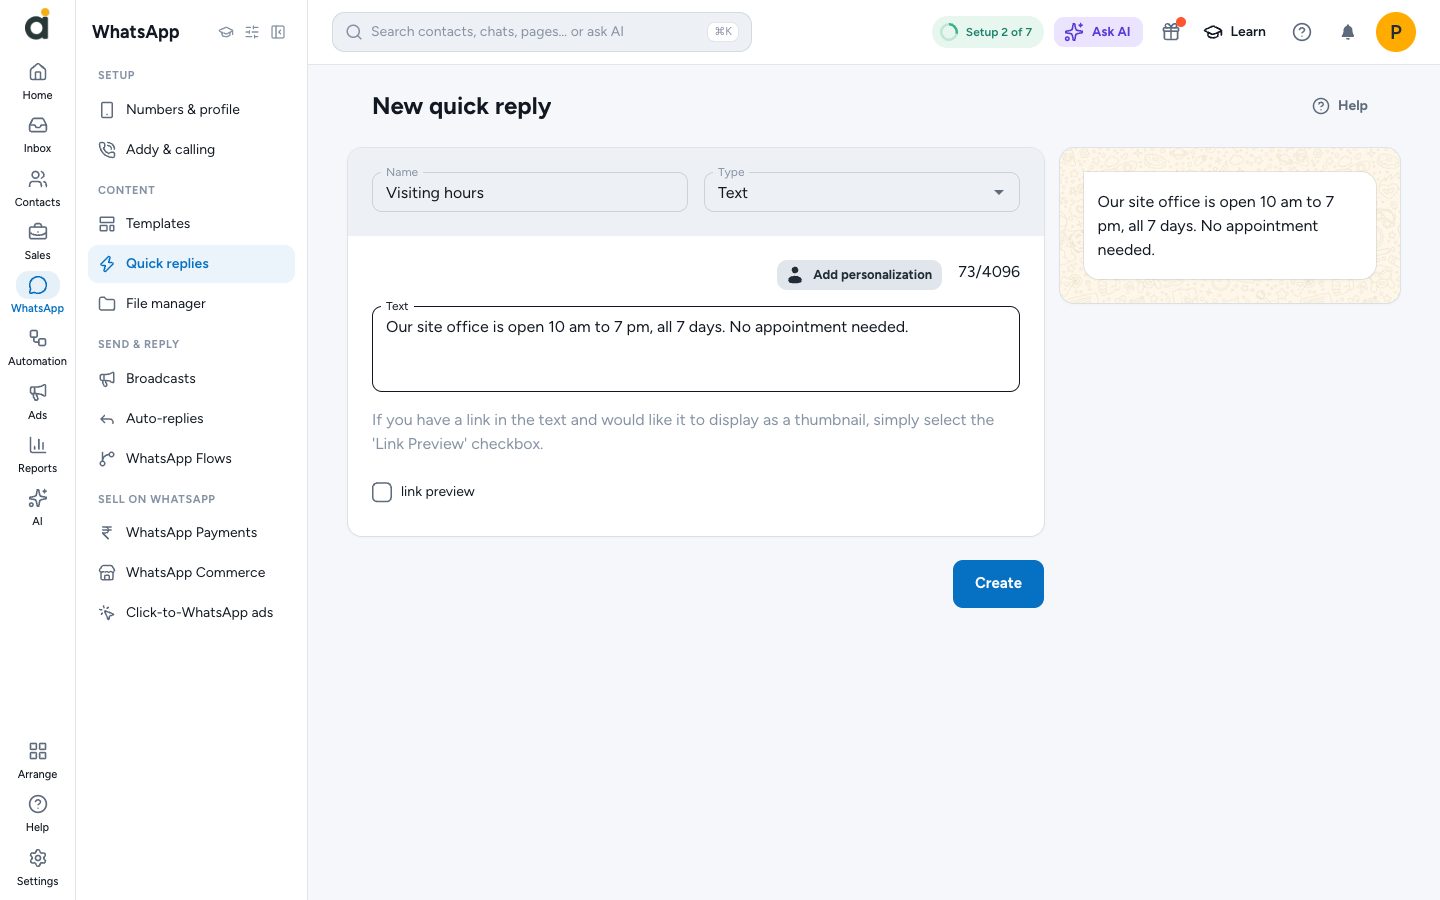 WhatsApp
Search contacts, chats, pages... or ask AI
⌘K
Setup 2 of 7
Ask AI
Learn
P
Home
Inbox
Contacts
Sales
WhatsApp
Automation
Ads
Reports
AI
Arrange
Help
Settings
SETUP
Numbers & profile
Addy & calling
CONTENT
Templates
Quick replies
File manager
SEND & REPLY
Broadcasts
Auto-replies
WhatsApp Flows
SELL ON WHATSAPP
WhatsApp Payments
WhatsApp Commerce
Click-to-WhatsApp ads
New quick reply
Help
Name
Visiting hours
Type
Text
Add personalization
73/4096
Text
Our site office is open 10 am to 7 pm, all 7 days. No appointment needed.
If you have a link in the text and would like it to display as a thumbnail, simply select the
'Link Preview' checkbox.
link preview
Create
Our site office is open 10 am to 7
pm, all 7 days. No appointment
needed.